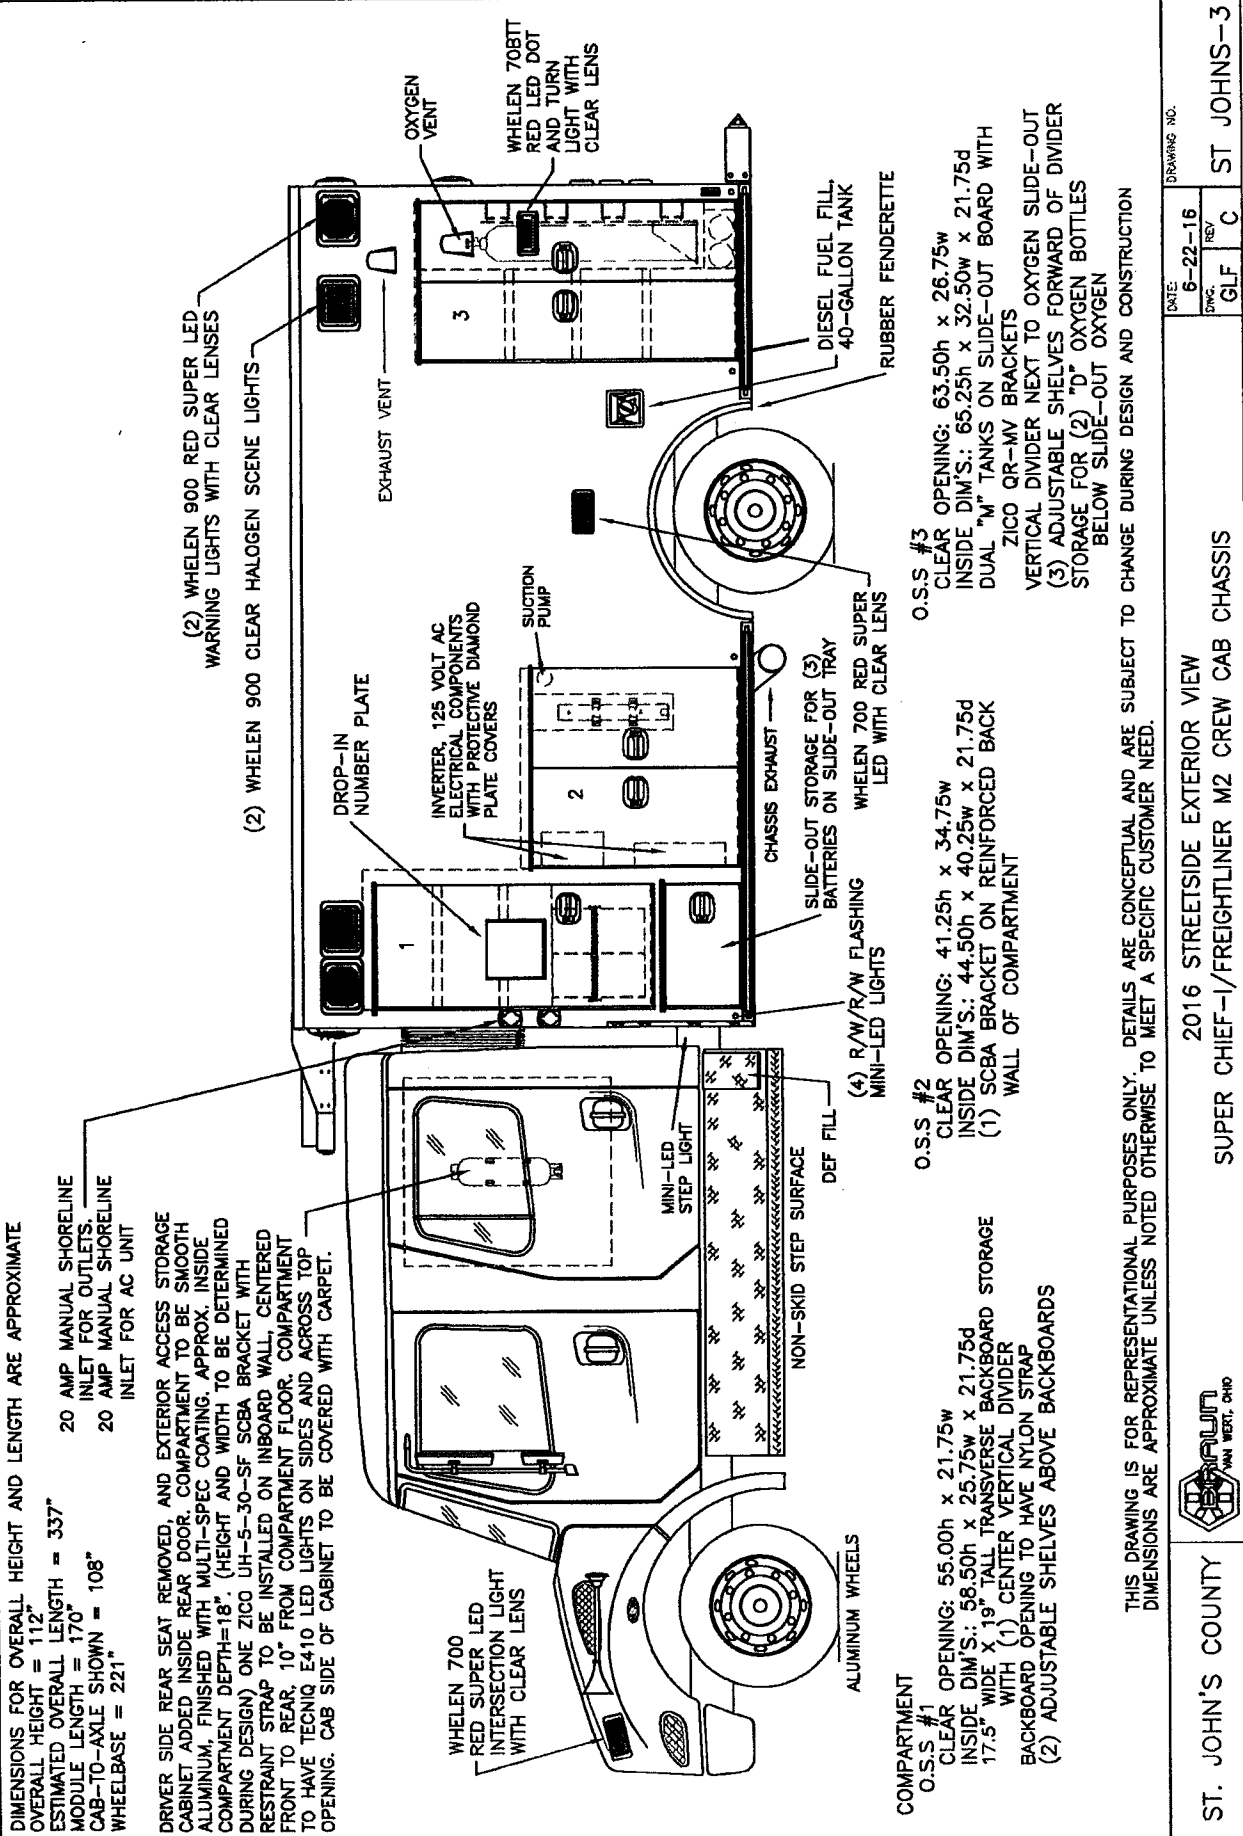 DIMENSIONS FOR OVERALL HEIGHT AND LENGTH ARE APPROXIMATE
OVERALL HEIGHT = 112"
ESTIMATED OVERALL LENGTH = 337"
MODULE LENGTH = 170"
CAB-TO-AXLE SHOWN = 108"
WHEELBASE = 221"
20 AMP MANUAL SHORELINE
INLET FOR OUTLETS.
20 AMP MANUAL SHORELINE
INLET FOR AC UNIT
DRIVER SIDE REAR SEAT REMOVED, AND EXTERIOR ACCESS STORAGE
CABINET ADDED INSIDE REAR DOOR. COMPARTMENT TO BE SMOOTH
ALUMINUM, FINISHED WITH MULTI-SPEC COATING. APPROX. INSIDE
COMPARTMENT DEPTH=18". (HEIGHT AND WIDTH TO BE DETERMINED
DURING DESIGN) ONE ZICO UH-5-30-SF SCBA BRACKET WITH
RESTRAINT STRAP TO BE INSTALLED ON INBOARD WALL, CENTERED
FRONT TO REAR, 10" FROM COMPARTMENT FLOOR. COMPARTMENT
TO HAVE TECNIQ E410 LED LIGHTS ON SIDES AND ACROSS TOP
OPENING. CAB SIDE OF CABINET TO BE COVERED WITH CARPET.
(2) WHELEN 900 RED SUPER LED
WARNING LIGHTS WITH CLEAR LENSES
(2) WHELEN 900 CLEAR HALOGEN SCENE LIGHTS
DROP-IN
NUMBER PLATE
EXHAUST VENT
OXYGEN
VENT
WHELEN 70BTT
RED LED DOT
AND TURN
LIGHT WITH
CLEAR LENS
INVERTER, 125 VOLT AC
ELECTRICAL COMPONENTS
WITH PROTECTIVE DIAMOND
PLATE COVERS
SUCTION
PUMP
1
2
3
WHELEN 700
RED SUPER LED
INTERSECTION LIGHT
WITH CLEAR LENS
MINI-LED
STEP LIGHT
CHASSIS EXHAUST
NON-SKID STEP SURFACE
DEF FILL
(4) R/W/R/W FLASHING
MINI-LED LIGHTS
SLIDE-OUT STORAGE FOR (3)
BATTERIES ON SLIDE-OUT TRAY
WHELEN 700 RED SUPER
LED WITH CLEAR LENS
DIESEL FUEL FILL,
40-GALLON TANK
RUBBER FENDERETTE
ALUMINUM WHEELS
COMPARTMENT
O.S.S #1
CLEAR OPENING: 55.00h x 21.75w
INSIDE DIM'S.: 58.50h x 25.75w x 21.75d
17.5" WIDE X 19" TALL TRANSVERSE BACKBOARD STORAGE
WITH (1) CENTER VERTICAL DIVIDER
BACKBOARD OPENING TO HAVE NYLON STRAP
(2) ADJUSTABLE SHELVES ABOVE BACKBOARDS
O.S.S #2
CLEAR OPENING: 41.25h x 34.75w
INSIDE DIM'S.: 44.50h x 40.25w x 21.75d
(1) SCBA BRACKET ON REINFORCED BACK
WALL OF COMPARTMENT
O.S.S #3
CLEAR OPENING: 63.50h x 26.75w
INSIDE DIM'S.: 65.25h x 32.50w x 21.75d
DUAL "M" TANKS ON SLIDE-OUT BOARD WITH
ZICO QR-MV BRACKETS
VERTICAL DIVIDER NEXT TO OXYGEN SLIDE-OUT
(3) ADJUSTABLE SHELVES FORWARD OF DIVIDER
STORAGE FOR (2) "D" OXYGEN BOTTLES
BELOW SLIDE-OUT OXYGEN
THIS DRAWING IS FOR REPRESENTATIONAL PURPOSES ONLY. DETAILS ARE CONCEPTUAL AND ARE SUBJECT TO CHANGE DURING DESIGN AND CONSTRUCTION
DIMENSIONS ARE APPROXIMATE UNLESS NOTED OTHERWISE TO MEET A SPECIFIC CUSTOMER NEED.
ST. JOHN'S COUNTY
BRAUN
VAN WERT, OHIO
2016 STREETSIDE EXTERIOR VIEW
SUPER CHIEF-I/FREIGHTLINER M2 CREW CAB CHASSIS
DATE:
6-22-16
DWG.
GLF
REV
C
DRAWING NO.
ST JOHNS-3